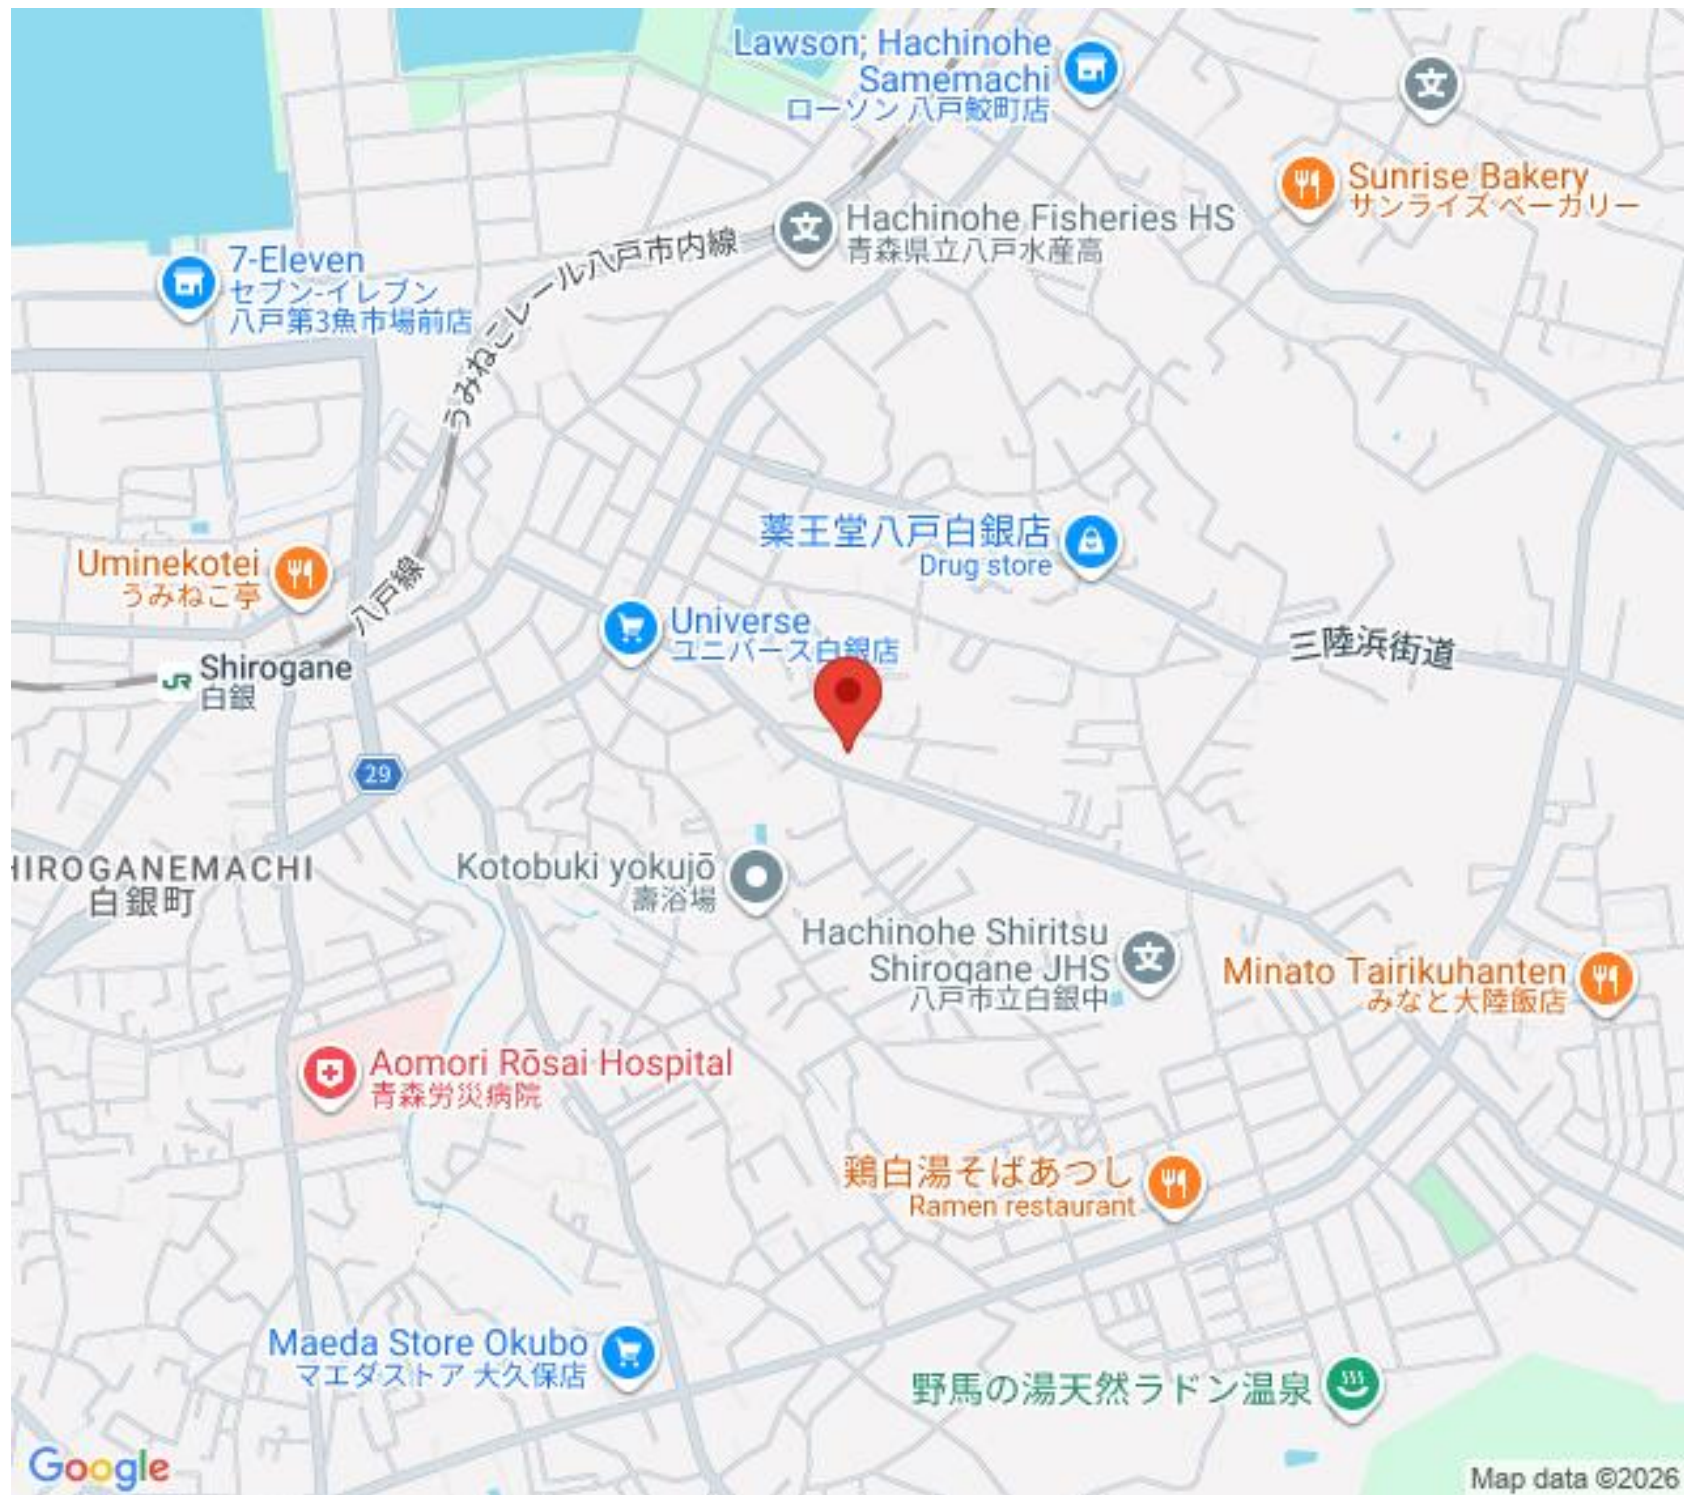 Lawson; Hachinohe
Samemachi
ローソン 八戸鮫町店
Sunrise Bakery
サンライズ ベーカリー
Hachinohe Fisheries HS
青森県立八戸水産高
7-Eleven
セブン-イレブン
八戸第3魚市場前店
うみねこレール八戸市内線
薬王堂八戸白銀店
Drug store
Uminekotei
うみねこ亭
八戸線
Universe
ユニバース白銀店
三陸浜街道
Shirogane
白銀
29
HIROGANEMACHI
白銀町
Kotobuki yokujō
壽浴場
Hachinohe Shiritsu
Shirogane JHS
八戸市立白銀中
Minato Tairikuhanten
みなと大陸飯店
Aomori Rōsai Hospital
青森労災病院
鶏白湯そばあつし
Ramen restaurant
Maeda Store Okubo
マエダストア 大久保店
野馬の湯天然ラドン温泉
Google
Map data ©2026